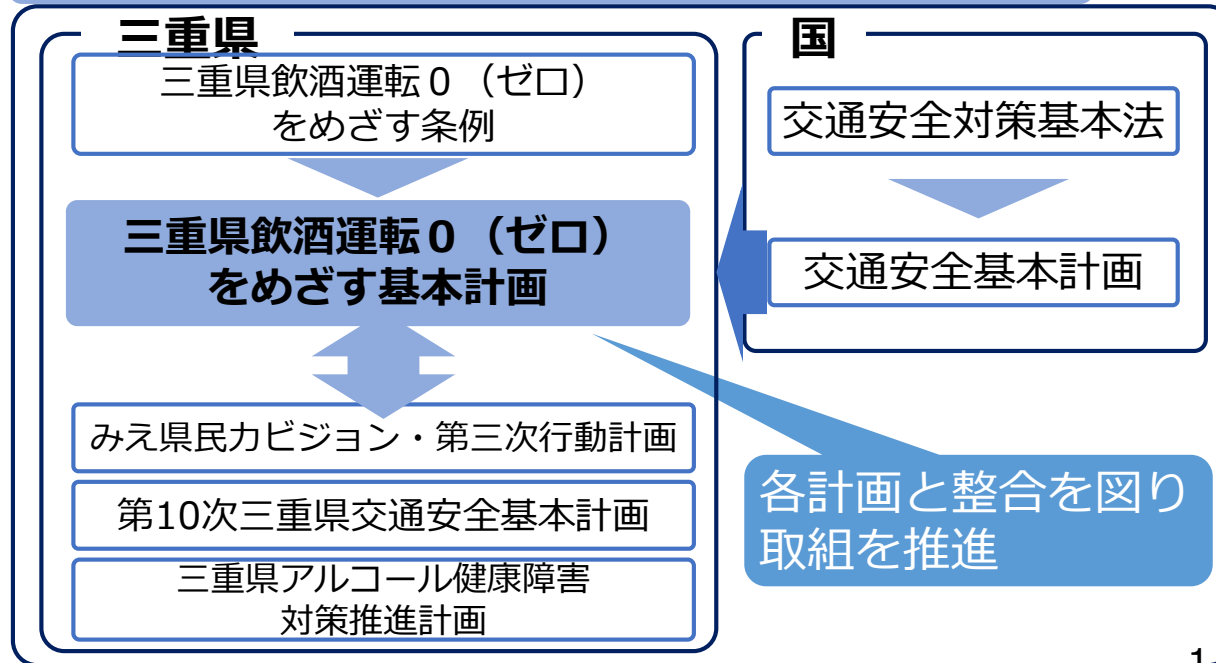 三重県
三重県飲酒運転０（ゼロ）
をめざす条例
三重県飲酒運転０（ゼロ）
をめざす基本計画
みえ県民力ビジョン・第三次行動計画
第10次三重県交通安全基本計画
三重県アルコール健康障害
対策推進計画
国
交通安全対策基本法
交通安全基本計画
各計画と整合を図り
取組を推進
1